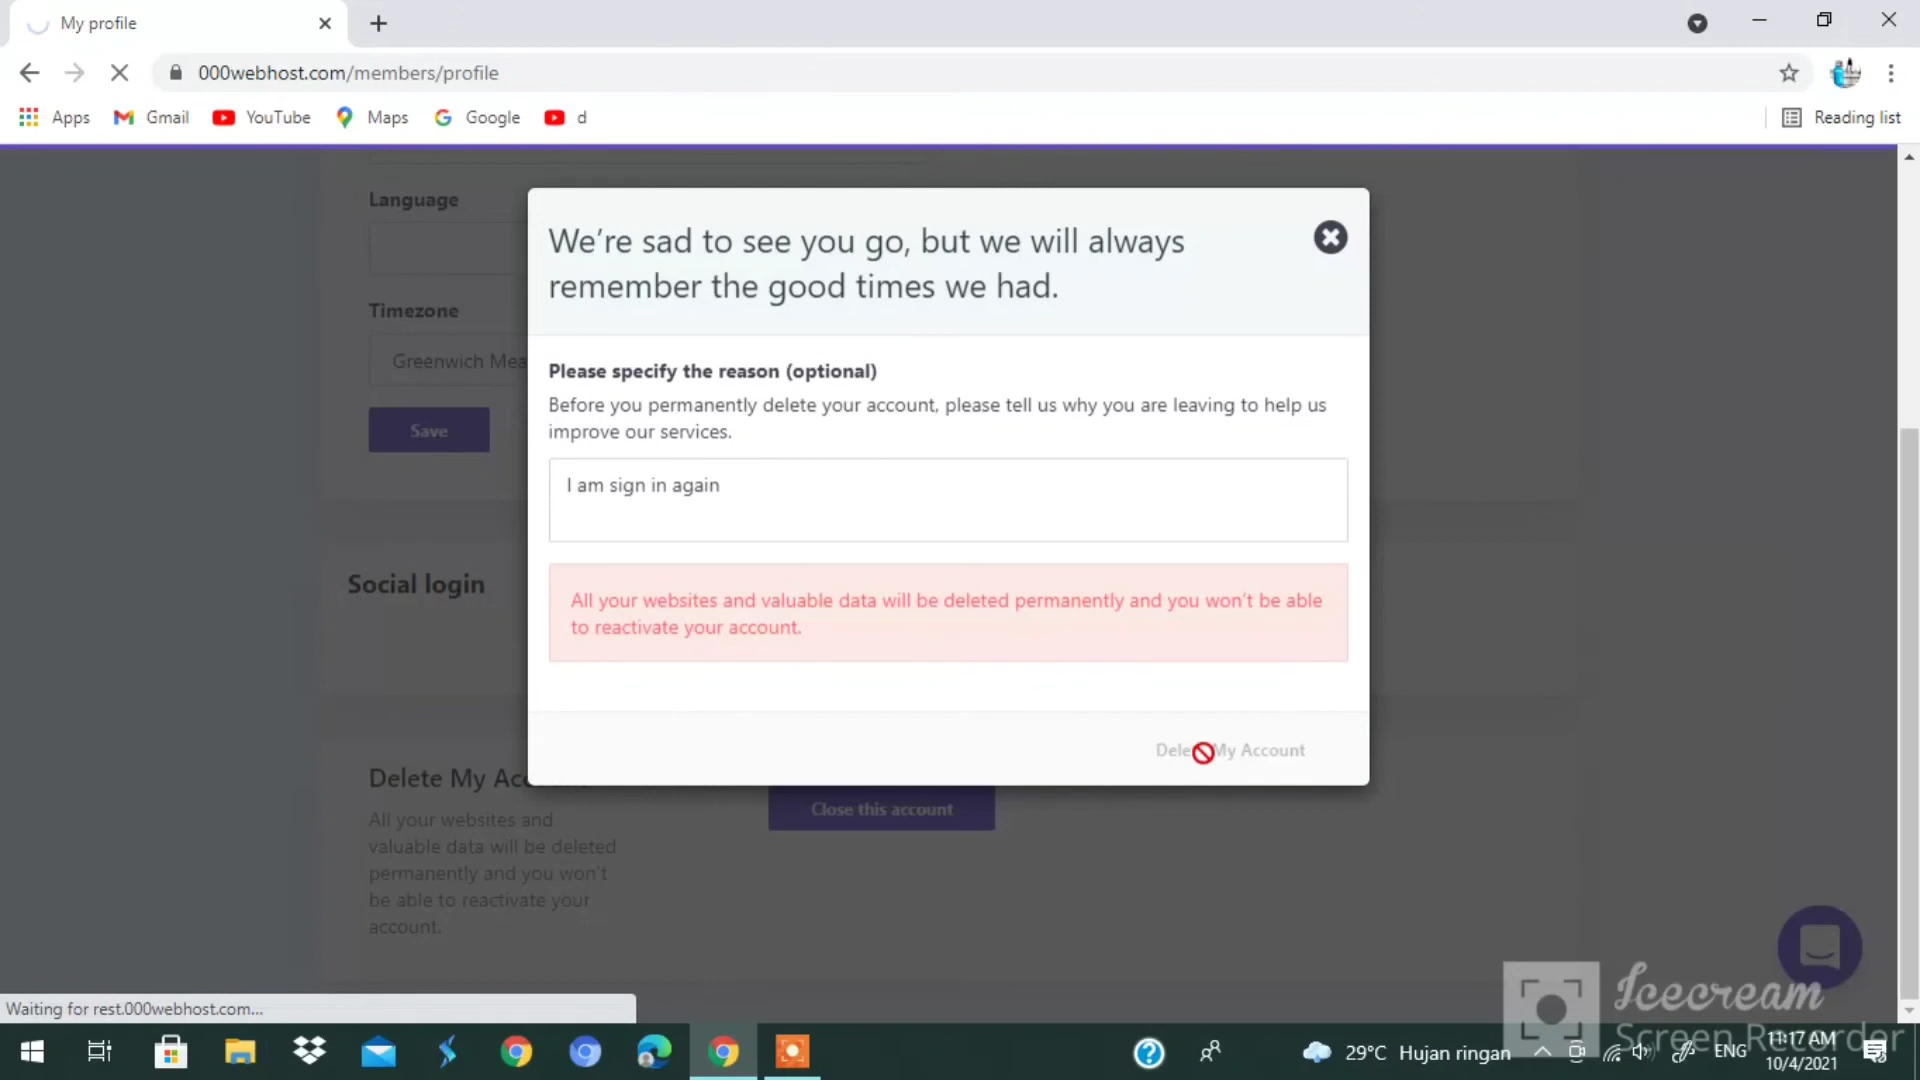 My profile
000webhost.com/members/profile
Apps
Gmail
YouTube
Maps
Google
d
Reading list
Language
We're sad to see you go, but we will always
remember the good times we had.
Timezone
Greenwich Mea
Save
Please specify the reason (optional)
Before you permanently delete your account, please tell us why you are leaving to help us
improve our services.
I am sign in again
Social login
All your websites and valuable data will be deleted permanently and you won't be able
to reactivate your account.
Dele My Account
Delete My Acc
All your websites and
valuable data will be deleted
permanently and you won't
be able to reactivate your
account.
Close this account
Waiting for rest.000webhost.com...
Icecream
Screen Recorder
29°C Hujan ringan
ENG
11:17 AM
10/4/2021